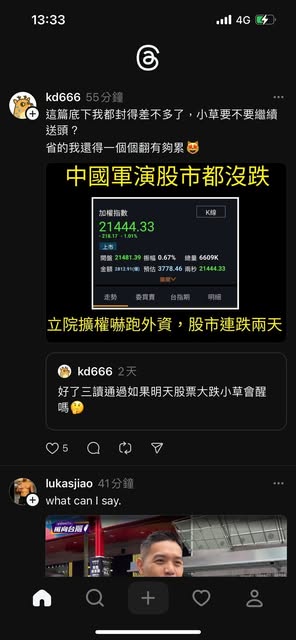 13:33
4G
kd666 55分鐘
這篇底下我都封得差不多了，小草要不要繼續
送頭？
省的我還得一個個翻有夠累😼
中國軍演股市都沒跌
加權指數
K線
21444.33
-218.17 -1.01%
上市
開盤 21481.39 振幅 0.67% 總量 6609K
金額 2812.91(億) 預估 3778.46 兩秒 21444.33
展開
走勢 委買賣 台指期 明細
立院擴權嚇跑外資，股市連跌兩天
kd666 2天
好了三讀通過如果明天股票大跌小草會醒
嗎🤔
5
lukasjiao 41分鐘
what can I say.